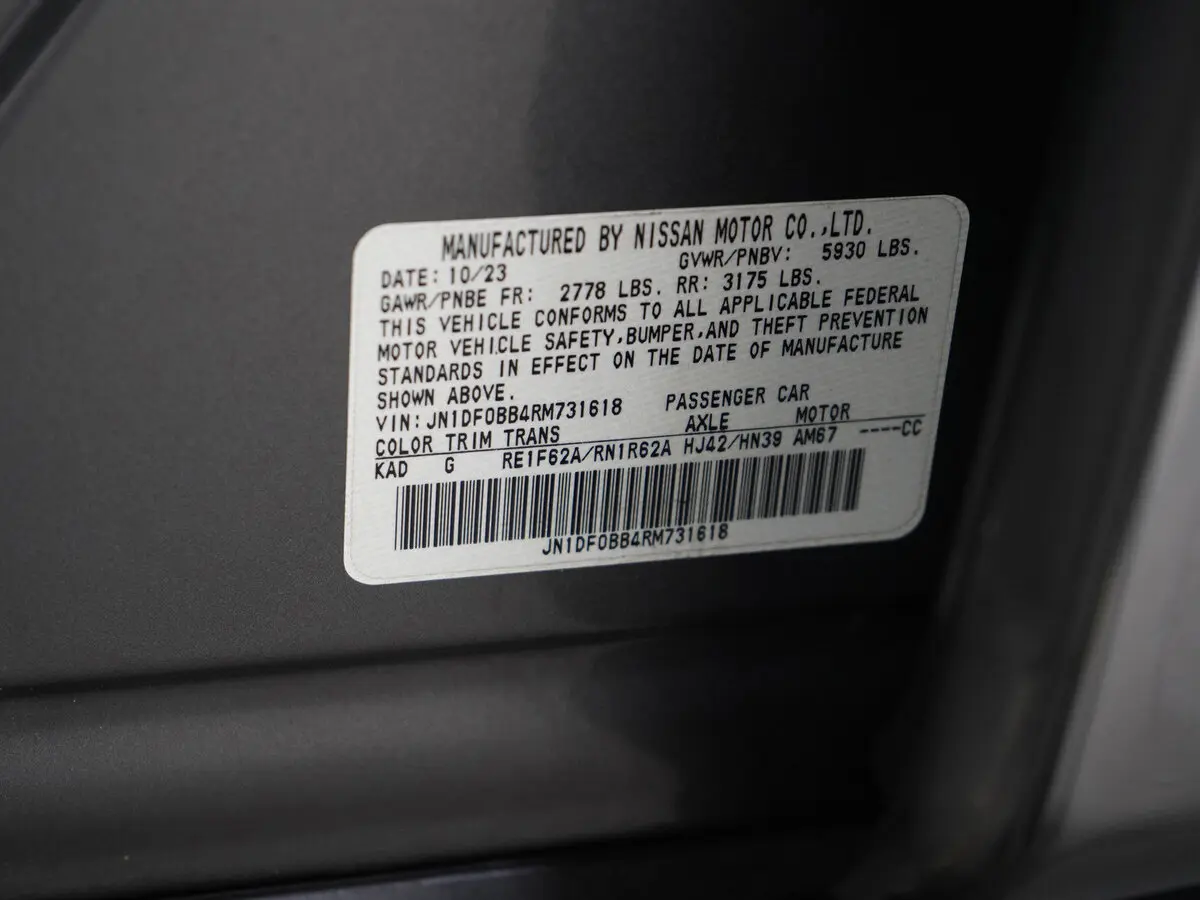 MANUFACTURED BY NISSAN MOTOR CO.,LTD.
DATE: 10/23 GVWR/PNBV: 5930 LBS.
GAWR/PNBE FR: 2778 LBS. RR: 3175 LBS.
THIS VEHICLE CONFORMS TO ALL APPLICABLE FEDERAL
MOTOR VEHICLE SAFETY,BUMPER,AND THEFT PREVENTION
STANDARDS IN EFFECT ON THE DATE OF MANUFACTURE
SHOWN ABOVE.
VIN: JN1DF0BB4RM731618 PASSENGER CAR
COLOR TRIM TRANS AXLE MOTOR
KAD G RE1F62A/RN1R62A HJ42/HN39 AM67 ----CC
JN1DF0BB4RM731618